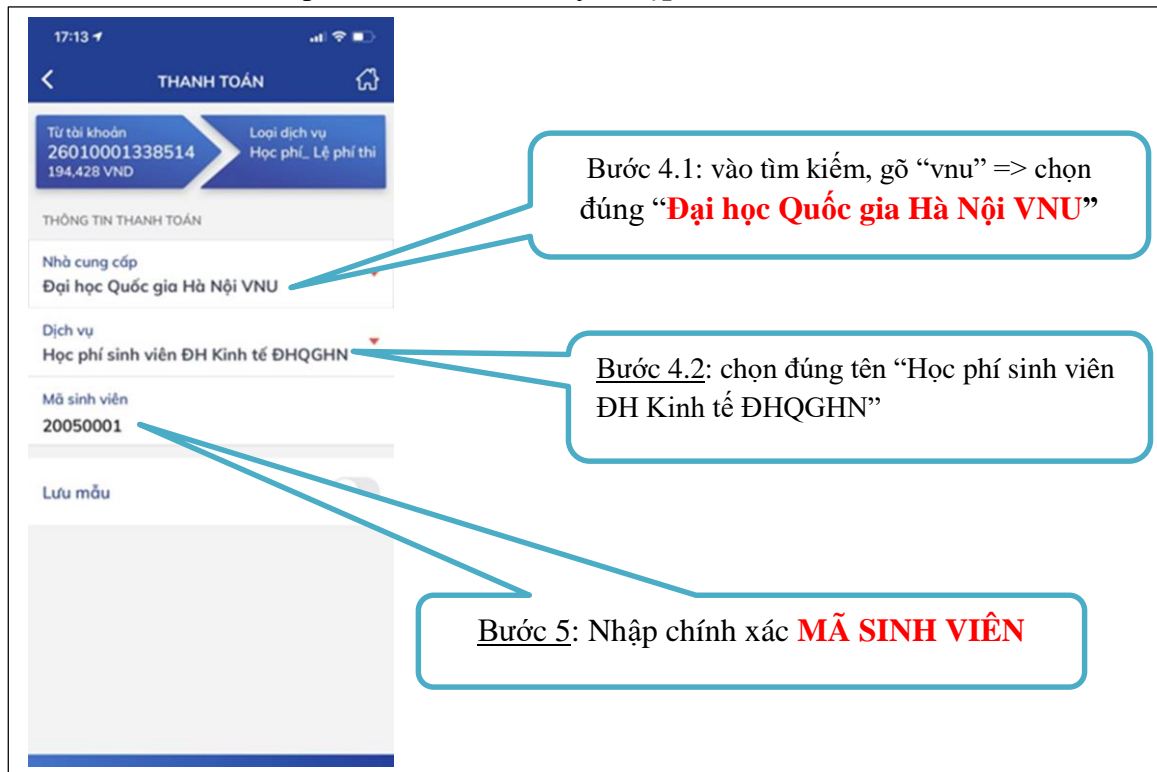 17:13
THANH TOÁN
Từ tài khoản
26010001338514
194,428 VND
Loại dịch vụ
Học phí_ Lệ phí thi
THÔNG TIN THANH TOÁN
Nhà cung cấp
Đại học Quốc gia Hà Nội VNU
Dịch vụ
Học phí sinh viên ĐH Kinh tế ĐHQGHN
Mã sinh viên
20050001
Lưu mẫu
Bước 4.1: vào tìm kiếm, gõ “vnu” => chọn
đúng “Đại học Quốc gia Hà Nội VNU”
Bước 4.2: chọn đúng tên “Học phí sinh viên
ĐH Kinh tế ĐHQGHN”
Bước 5: Nhập chính xác MÃ SINH VIÊN